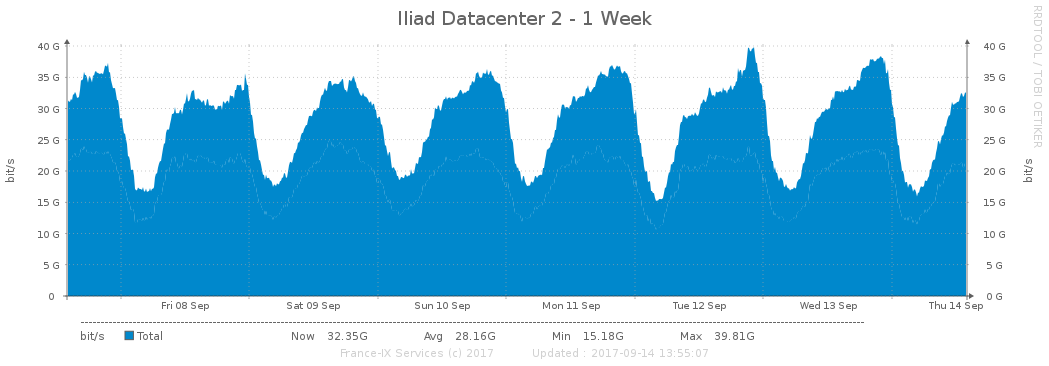 Iliad Datacenter 2 - 1 Week
RRDTOOL / TOBI OETIKER
bit/s
40 G
35 G
30 G
25 G
20 G
15 G
10 G
5 G
0
40 G
35 G
30 G
25 G
20 G
15 G
10 G
5 G
0 G
bit/s
Fri 08 Sep Sat 09 Sep Sun 10 Sep Mon 11 Sep Tue 12 Sep Wed 13 Sep Thu 14 Sep
bit/s Total Now 32.35G Avg 28.16G Min 15.18G Max 39.81G
France-IX Services (c) 2017 Updated : 2017-09-14 13:55:07